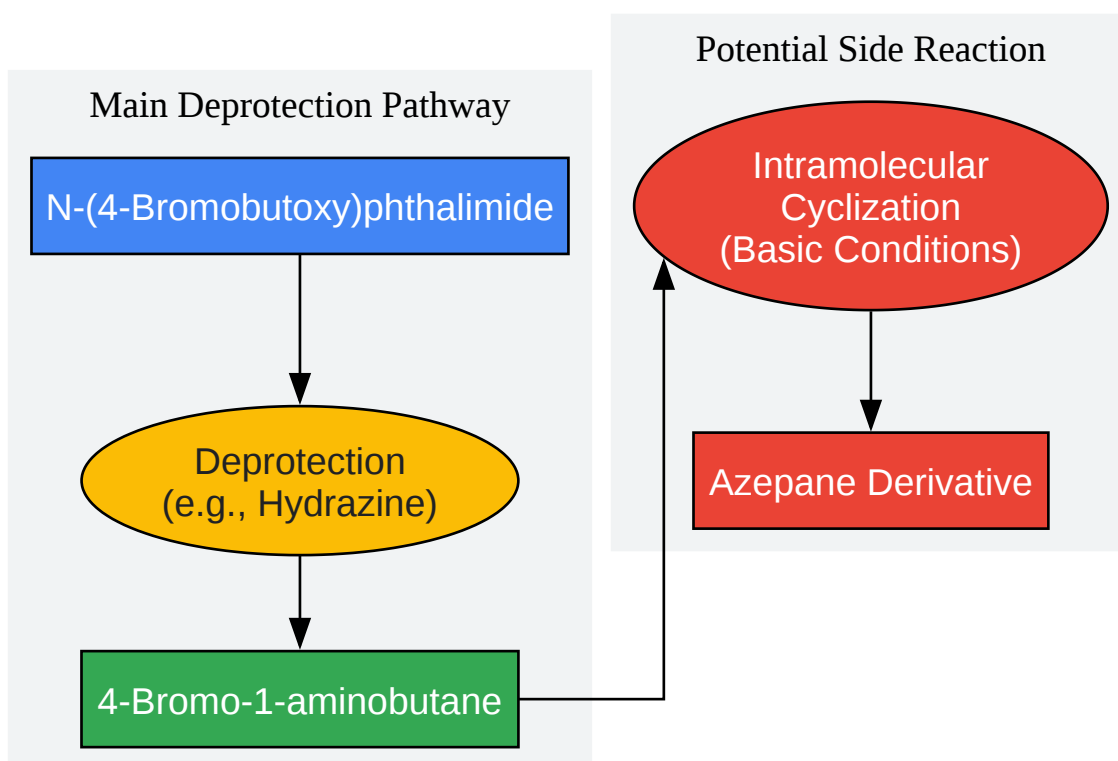 Main Deprotection Pathway
N-(4-Bromobutoxy)phthalimide
Deprotection
(e.g., Hydrazine)
4-Bromo-1-aminobutane
Potential Side Reaction
Intramolecular
Cyclization
(Basic Conditions)
Azepane Derivative